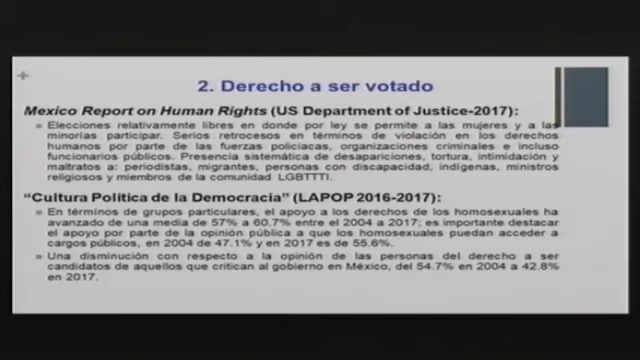 2. Derecho a ser votado
Mexico Report on Human Rights (US Department of Justice-2017):
Elecciones relativamente libres en donde por ley se permite a las mujeres y a las
minorías participar. Serios retrocesos en términos de violación en los derechos
humanos por parte de las fuerzas policíacas, organizaciones criminales e incluso
funcionarios públicos. Presencia sistemática de desapariciones, tortura, intimidación y
maltratos a: periodistas, migrantes, personas con discapacidad, indígenas, ministros
religiosos y miembros de la comunidad LGBTTTI.
“Cultura Política de la Democracia” (LAPOP 2016-2017):
En términos de grupos particulares, el apoyo a los derechos de los homosexuales ha
avanzado de una media de 57% a 60.7% entre el 2004 a 2017; es importante destacar
el apoyo por parte de la opinión pública a que los homosexuales puedan acceder a
cargos públicos, en 2004 de 47.1% y en 2017 es de 55.6%.
Una disminución con respecto a la opinión de las personas del derecho a ser
candidatos de aquellos que critican al gobierno en México, del 54.7% en 2004 a 42.8%
en 2017.